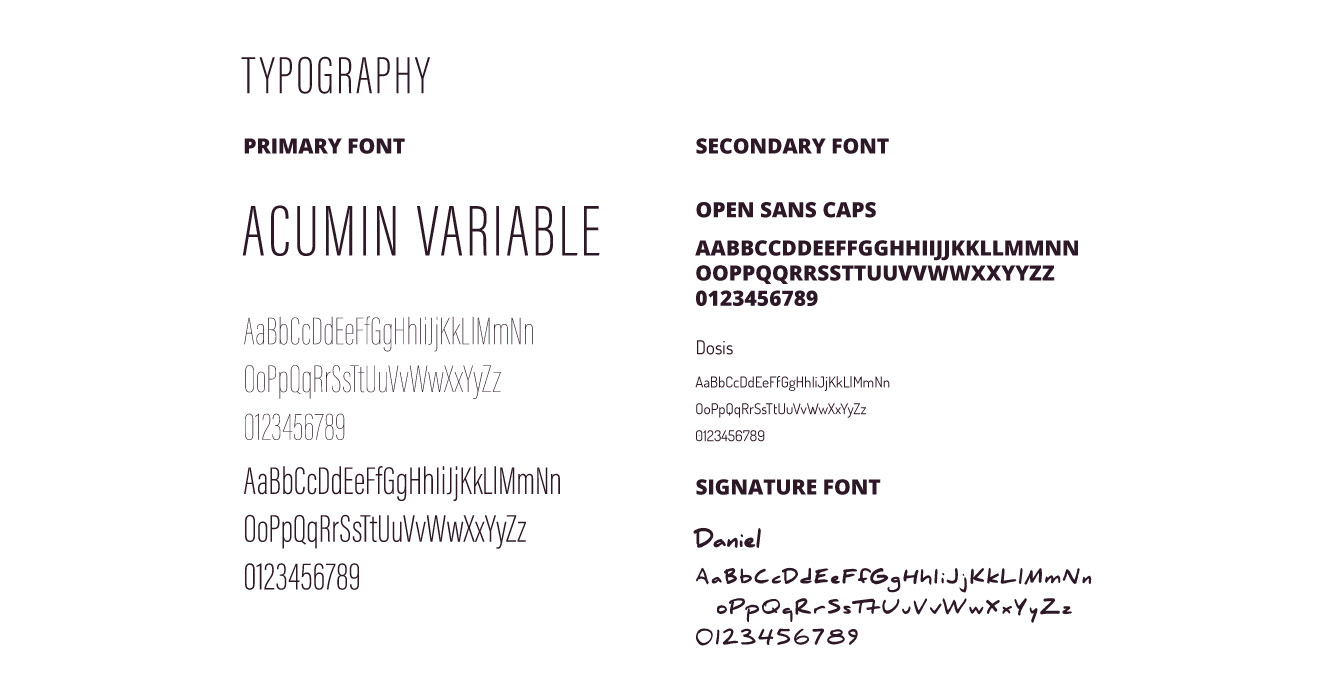 TYPOGRAPHY
PRIMARY FONT
ACUMIN VARIABLE
AaBbCcDdEeFfGgHhIiJjKkLlMmNn
OoPpQqRrSsTtUuVvWwXxYyZz
0123456789
AaBbCcDdEeFfGgHhIiJjKkLlMmNn
OoPpQqRrSsTtUuVvWwXxYyZz
0123456789
SECONDARY FONT
OPEN SANS CAPS
AABBCCDDEEFFGGHHIIJJKKLLMMNN
OOPPQQRRSSTTUUVVWWXXYYZZ
0123456789
Dosis
AaBbCcDdEeFfGgHhIiJjKkLlMmNn
OoPpQqRrSsTtUuVvWwXxYyZz
0123456789
SIGNATURE FONT
Daniel
AaBbCcDdEeFfGgHhIiJjKkLlMmNn
oPpQqRrSsTtUuVvWwXxYyZz
0123456789